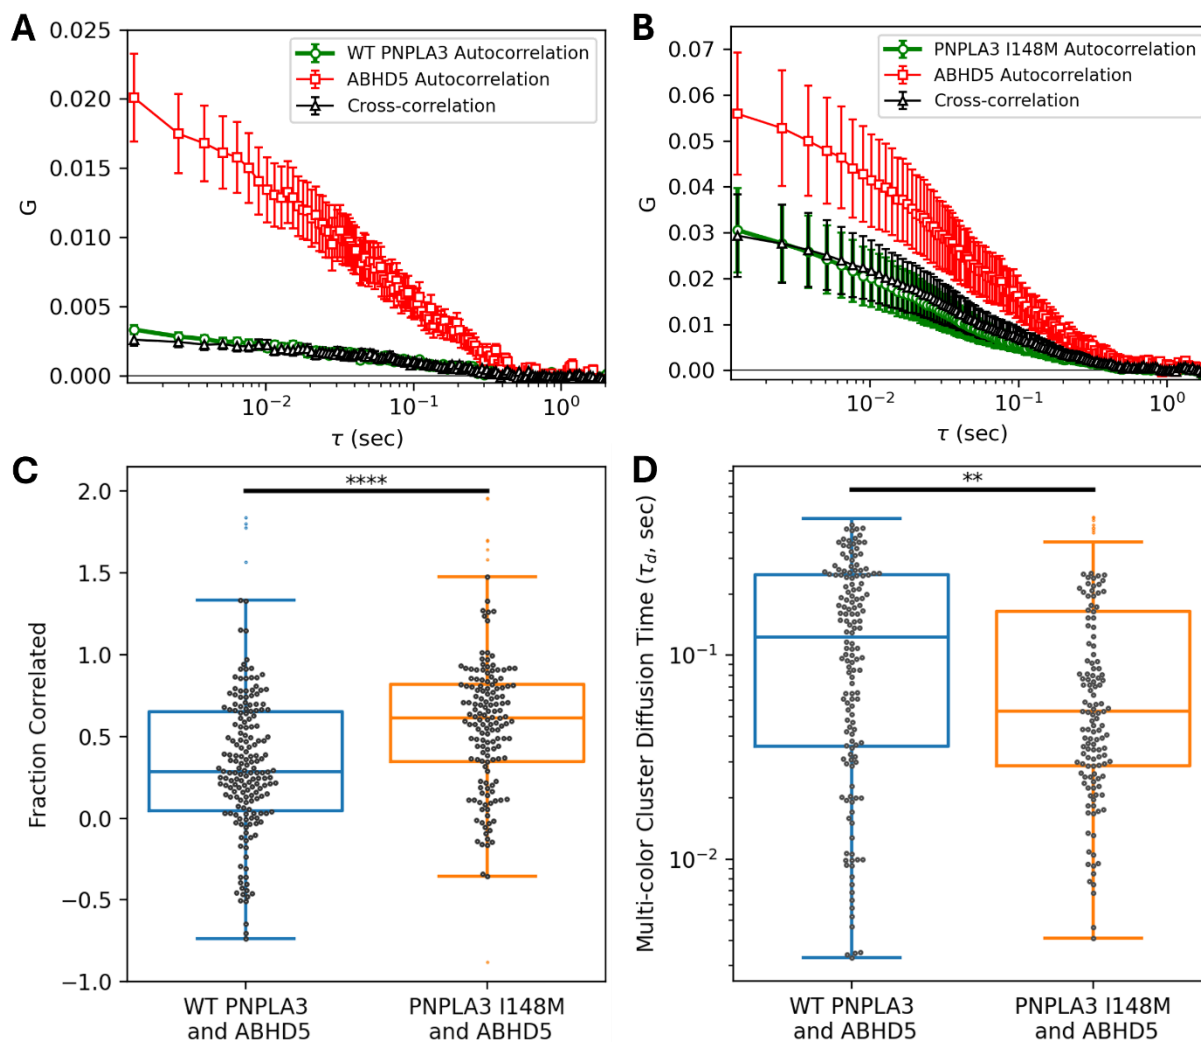 A
0.025
0.020
0.015
0.010
0.005
0.000
G
WT PNPLA3 Autocorrelation
ABHD5 Autocorrelation
Cross-correlation
10⁻²
10⁻¹
10⁰
τ (sec)
B
0.07
0.06
0.05
0.04
0.03
0.02
0.01
0.00
G
PNPLA3 I148M Autocorrelation
ABHD5 Autocorrelation
Cross-correlation
10⁻²
10⁻¹
10⁰
τ (sec)
C
2.0
1.5
1.0
0.5
0.0
−0.5
−1.0
Fraction Correlated
****
WT PNPLA3
and ABHD5
PNPLA3 I148M
and ABHD5
D
10⁻¹
10⁻²
Multi-color Cluster Diffusion Time (τ_d, sec)
**
WT PNPLA3
and ABHD5
PNPLA3 I148M
and ABHD5